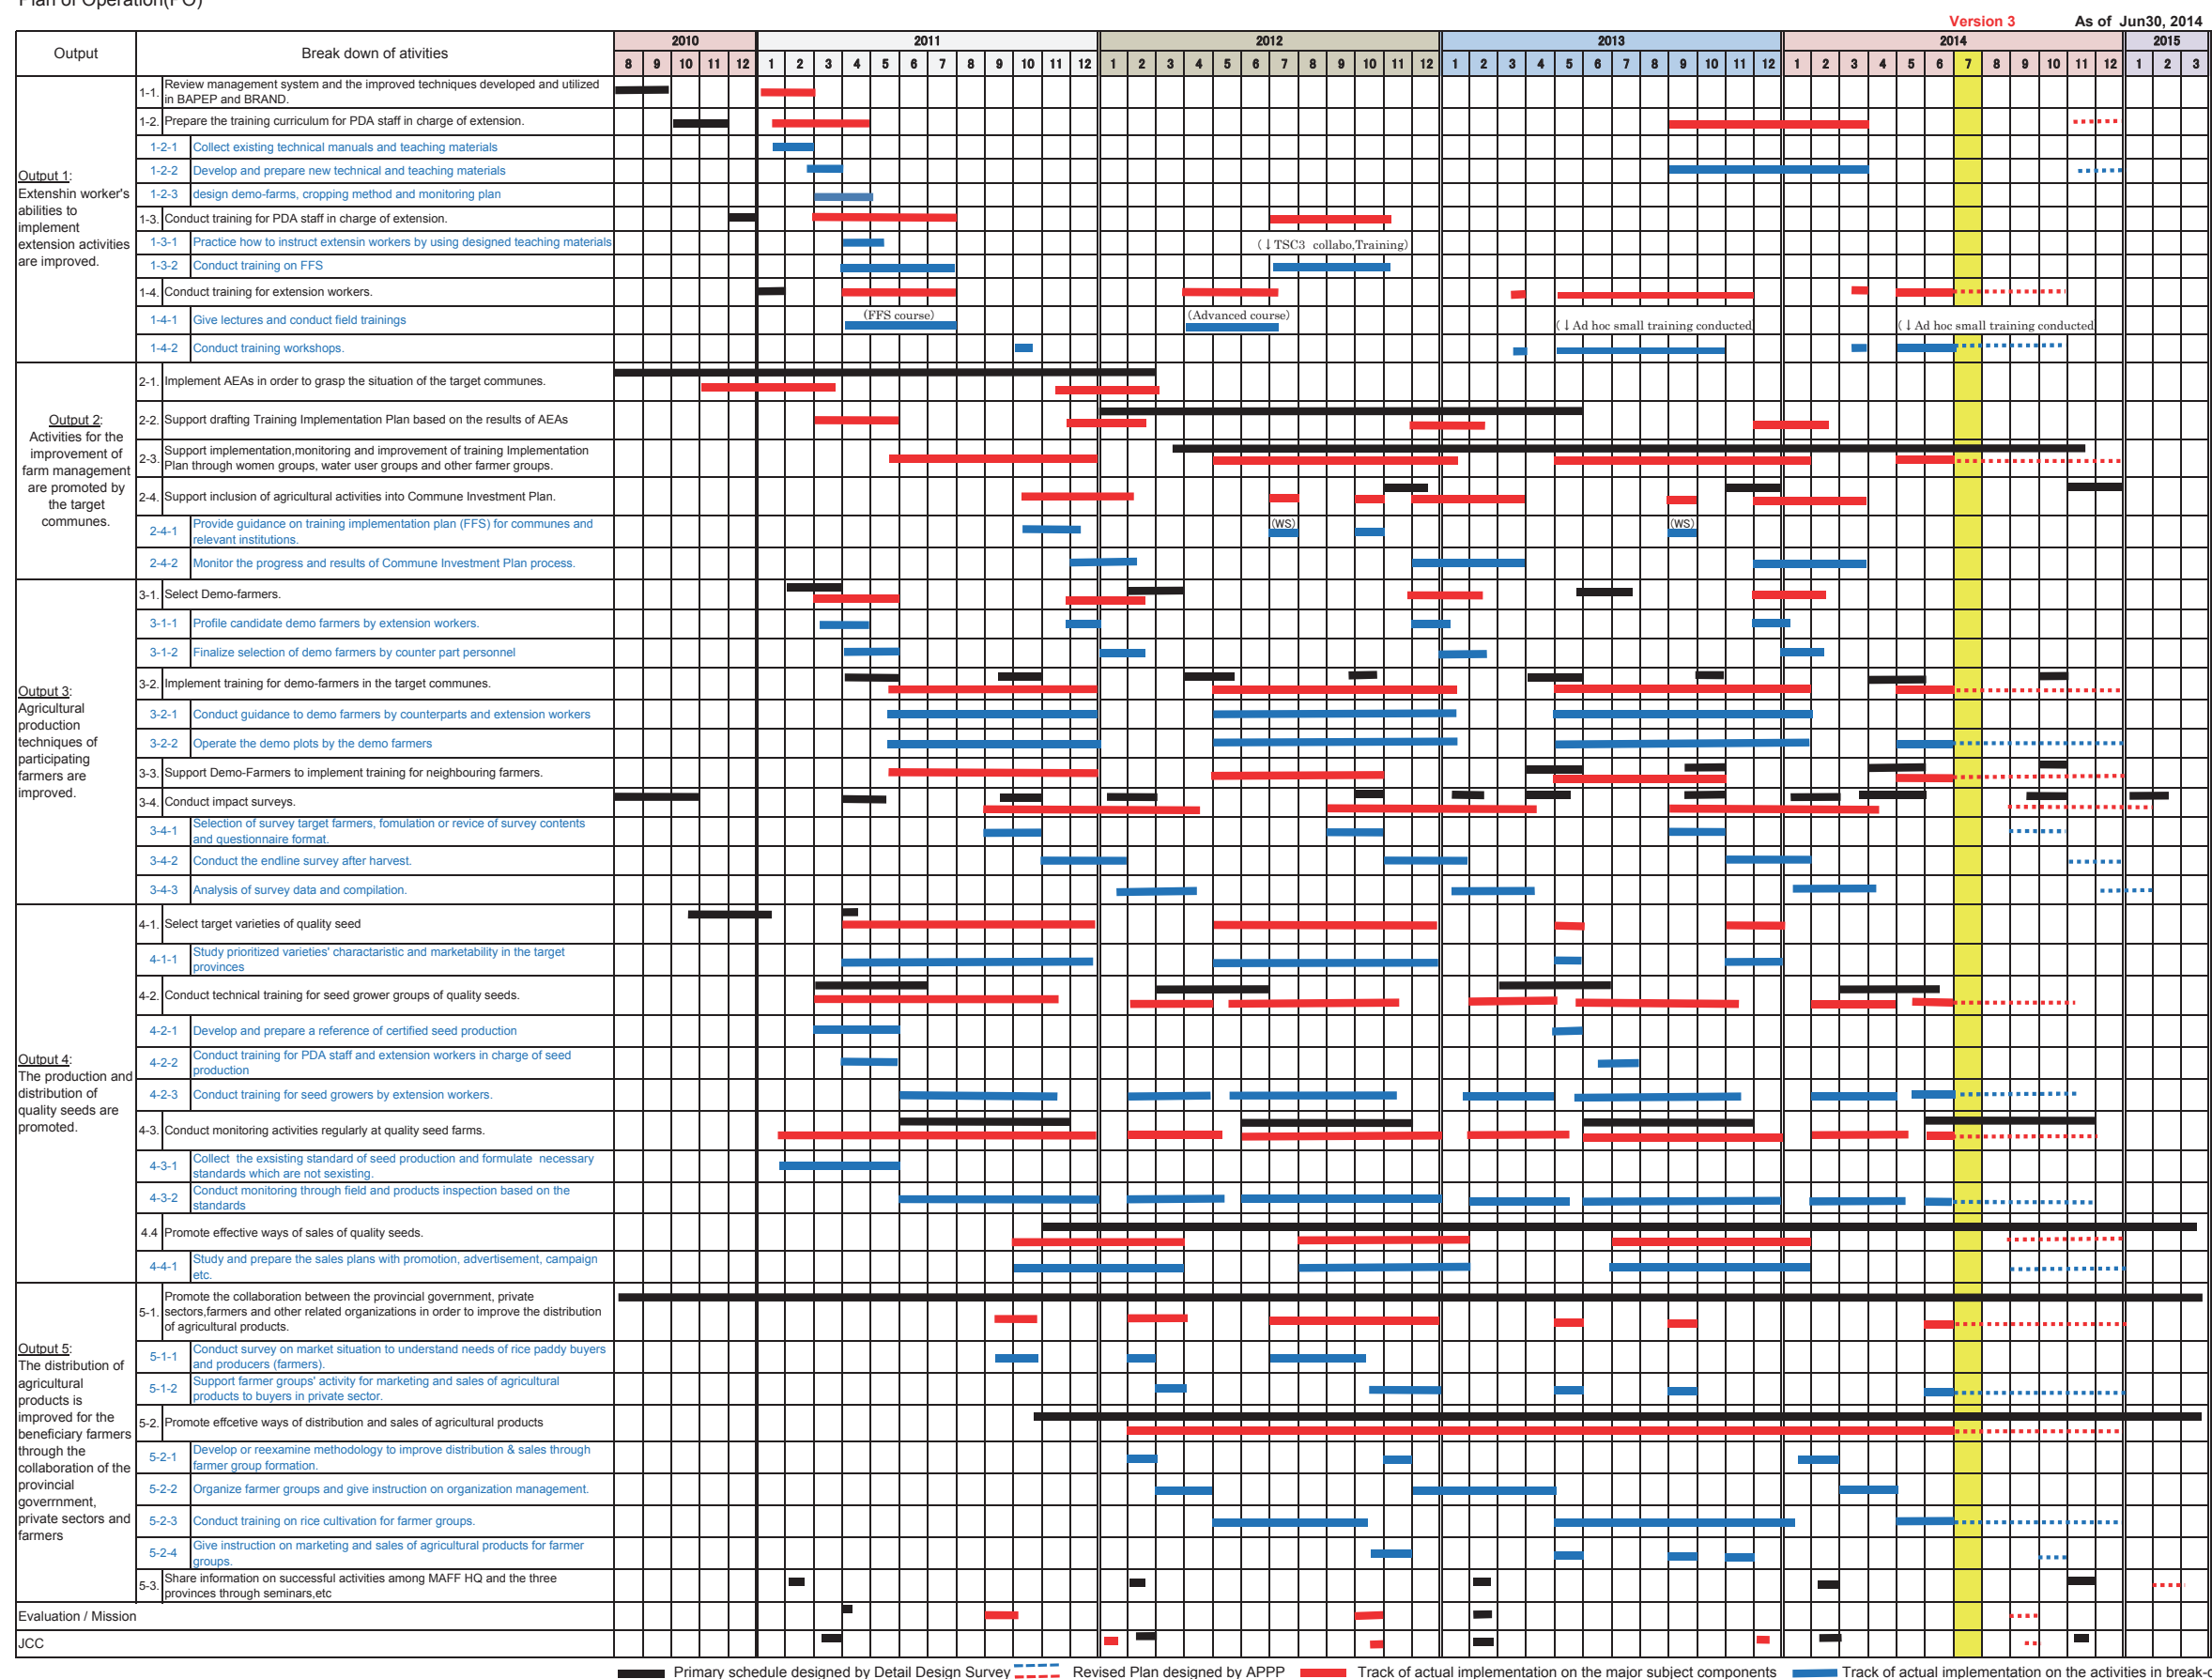 Plan of Operation(PO)
Version 3 As of Jun30, 2014
Output Break down of ativities 2010 2011 2012 2013 2014 2015
8 9 10 11 12 1 2 3 4 5 6 7 8 9 10 11 12 1 2 3 4 5 6 7 8 9 10 11 12 1 2 3 4 5 6 7 8 9 10 11 12 1 2 3 4 5 6 7 8 9 10 11 12 1 2 3
Output 1:
Extenshin worker's
abilities to
implement
extension activities
are improved.
1-1. Review management system and the improved techniques developed and utilized
in BAPEP and BRAND.
1-2. Prepare the training curriculum for PDA staff in charge of extension.
1-2-1 Collect existing technical manuals and teaching materials
1-2-2 Develop and prepare new technical and teaching materials
1-2-3 design demo-farms, cropping method and monitoring plan
1-3. Conduct training for PDA staff in charge of extension.
1-3-1 Practice how to instruct extensin workers by using designed teaching materials
(↓TSC3 collabo,Training)
1-3-2 Conduct training on FFS
1-4. Conduct training for extension workers.
1-4-1 Give lectures and conduct field trainings
(FFS course) (Advanced course) (↓Ad hoc small training conducted (↓Ad hoc small training conducted
1-4-2 Conduct training workshops.
Output 2:
Activities for the
improvement of
farm management
are promoted by
the target
communes.
2-1. Implement AEAs in order to grasp the situation of the target communes.
2-2. Support drafting Training Implementation Plan based on the results of AEAs
2-3. Support implementation,monitoring and improvement of training Implementation
Plan through women groups, water user groups and other farmer groups.
2-4. Support inclusion of agricultural activities into Commune Investment Plan.
2-4-1 Provide guidance on training implementation plan (FFS) for communes and
relevant institutions.
(WS) (WS)
2-4-2 Monitor the progress and results of Commune Investment Plan process.
Output 3:
Agricultural
production
techniques of
participating
farmers are
improved.
3-1. Select Demo-farmers.
3-1-1 Profile candidate demo farmers by extension workers.
3-1-2 Finalize selection of demo farmers by counter part personnel
3-2. Implement training for demo-farmers in the target communes.
3-2-1 Conduct guidance to demo farmers by counterparts and extension workers
3-2-2 Operate the demo plots by the demo farmers
3-3. Support Demo-Farmers to implement training for neighbouring farmers.
3-4. Conduct impact surveys.
3-4-1 Selection of survey target farmers, fomulation or revice of survey contents
and questionnaire format.
3-4-2 Conduct the endline survey after harvest.
3-4-3 Analysis of survey data and compilation.
Output 4:
The production and
distribution of
quality seeds are
promoted.
4-1. Select target varieties of quality seed
4-1-1 Study prioritized varieties' charactaristic and marketability in the target
provinces
4-2. Conduct technical training for seed grower groups of quality seeds.
4-2-1 Develop and prepare a reference of certified seed production
4-2-2 Conduct training for PDA staff and extension workers in charge of seed
production
4-2-3 Conduct training for seed growers by extension workers.
4-3. Conduct monitoring activities regularly at quality seed farms.
4-3-1 Collect the exsisting standard of seed production and formulate necessary
standards which are not sexisting.
4-3-2 Conduct monitoring through field and products inspection based on the
standards
4.4 Promote effective ways of sales of quality seeds.
4-4-1 Study and prepare the sales plans with promotion, advertisement, campaign
etc.
Output 5:
The distribution of
agricultural
products is
improved for the
beneficiary farmers
through the
collaboration of the
provincial
goverrnment,
private sectors and
farmers
5-1. Promote the collaboration between the provincial government, private
sectors,farmers and other related organizations in order to improve the distribution
of agricultural products.
5-1-1 Conduct survey on market situation to understand needs of rice paddy buyers
and producers (farmers).
5-1-2 Support farmer groups' activity for marketing and sales of agricultural
products to buyers in private sector.
5-2. Promote effcetive ways of distribution and sales of agricultural products
5-2-1 Develop or reexamine methodology to improve distribution & sales through
farmer group formation.
5-2-2 Organize farmer groups and give instruction on organization management.
5-2-3 Conduct training on rice cultivation for farmer groups.
5-2-4 Give instruction on marketing and sales of agricultural products for farmer
groups.
5-3. Share information on successful activities among MAFF HQ and the three
provinces through seminars,etc
Evaluation / Mission
JCC
Primary schedule designed by Detail Design Survey Revised Plan designed by APPP Track of actual implementation on the major subject components Track of actual implementation on the activities in break-